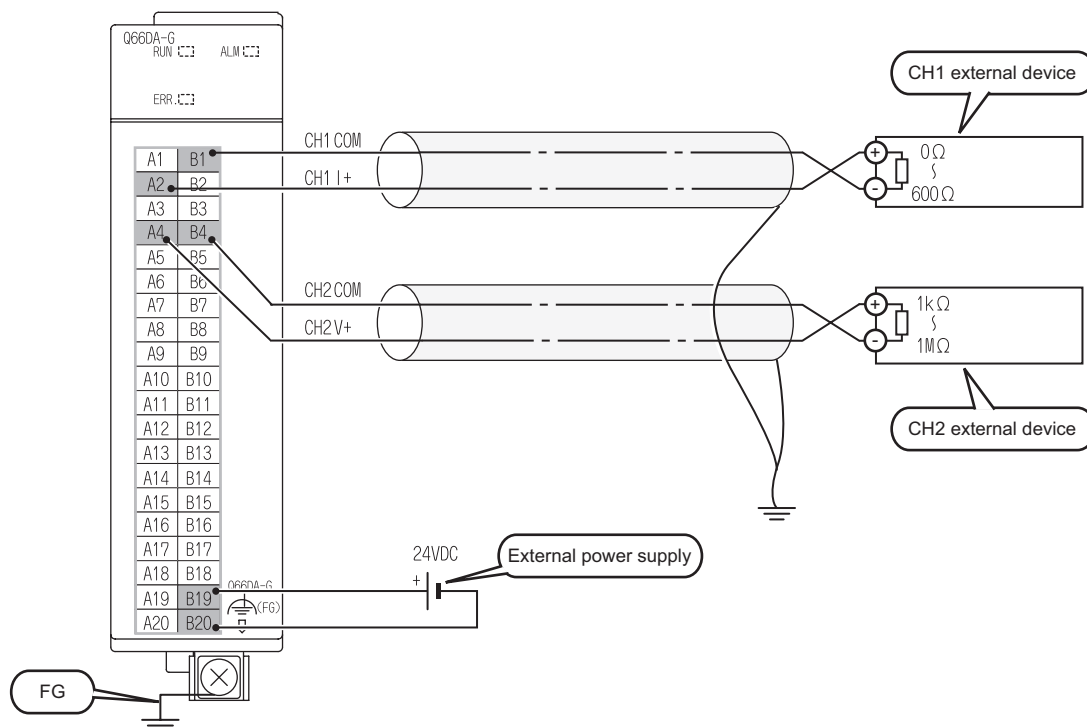 Q66DA-G
RUN ALM
ERR.
A1 B1
A2 B2
A3 B3
A4 B4
A5 B5
A6 B6
A7 B7
A8 B8
A9 B9
A10 B10
A11 B11
A12 B12
A13 B13
A14 B14
A15 B15
A16 B16
A17 B17
A18 B18
A19 B19
A20 B20
Q66DA-G
(FG)
FG
CH1 COM
CH1 I+
CH2 COM
CH2 V+
24VDC
+
External power supply
CH1 external device
+
-
0Ω
~
600Ω
+
-
1kΩ
~
1MΩ
CH2 external device